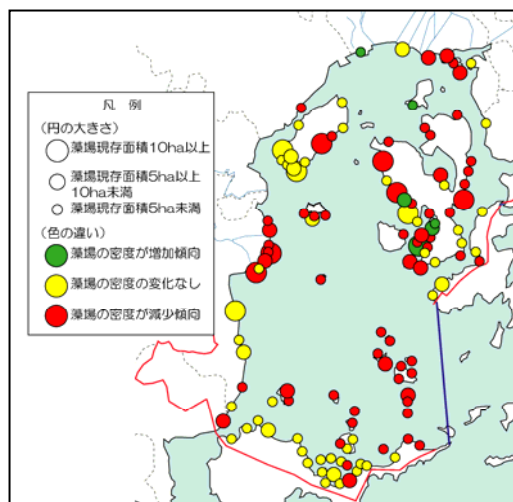 凡 例
(円の大きさ)
藻場現存面積10ha以上
藻場現存面積5ha以上
10ha未満
藻場現存面積5ha未満
(色の違い)
藻場の密度が増加傾向
藻場の密度の変化なし
藻場の密度が減少傾向